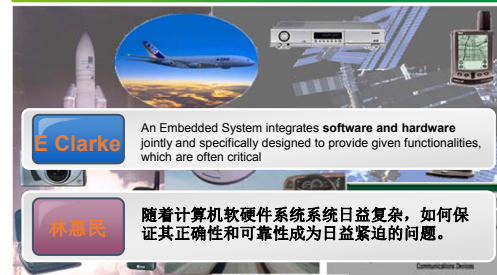 E Clarke
An Embedded System integrates software and hardware
jointly and specifically designed to provide given functionalities,
which are often critical
林惠民
随着计算机软硬件系统系统日益复杂，如何保
证其正确性和可靠性成为日益紧迫的问题。
Communications Devices